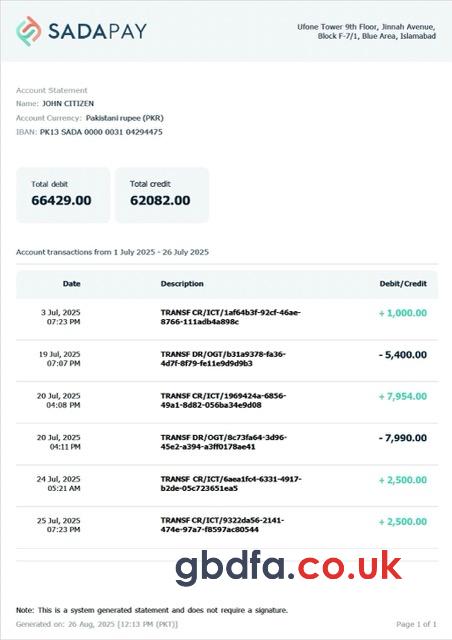 SADAPAY
Ufone Tower 9th Floor, Jinnah Avenue,
Block F-7/1, Blue Area, Islamabad
Account Statement
Name: JOHN CITIZEN
Account Currency: Pakistani rupee (PKR)
IBAN: PK13 SADA 0000 0031 04294475
Total debit
66429.00
Total credit
62082.00
Account transactions from 1 July 2025 - 26 July 2025
Date Description Debit/Credit
3 Jul, 2025
07:23 PM
TRANSF CR/ICT/1af64b3f-92cf-46ae-
8766-111adb4a898c
+ 1,000.00
19 Jul, 2025
07:07 PM
TRANSF DR/OGT/b31a9378-fa36-
4d7f-8f79-fe11e9d9d9b3
- 5,400.00
20 Jul, 2025
04:08 PM
TRANSF CR/ICT/1969424a-6856-
49a1-8d82-056ba34e9d08
+ 7,954.00
20 Jul, 2025
04:11 PM
TRANSF DR/OGT/8c73fa64-3d96-
45e2-a394-a3ff0178ae41
- 7,990.00
24 Jul, 2025
05:21 AM
TRANSF CR/ICT/6aea1fc4-6331-4917-
b2de-05c723651ea5
+ 2,500.00
25 Jul, 2025
07:23 PM
TRANSF CR/ICT/9322da56-2141-
474e-97a7-f8597ac80544
+ 2,500.00
gbdfa.co.uk
Note: This is a system generated statement and does not require a signature.
Generated on: 26 Aug, 2025 [12:13 PM (PKT)]
Page 1 of 1